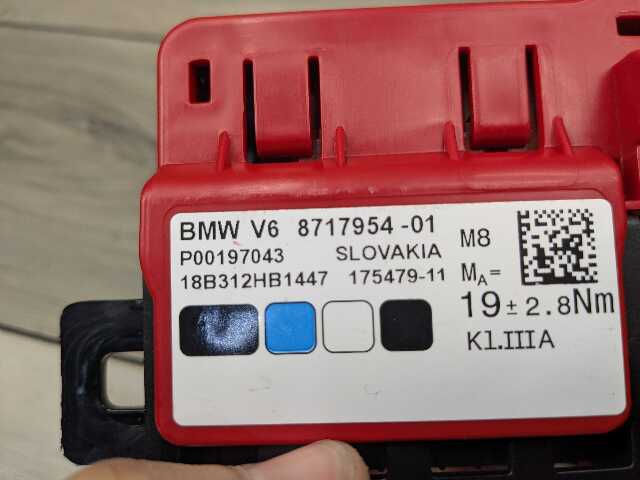 BMW V6 8717954 -01
P00197043 SLOVAKIA
18B312HB1447 175479-11
M8
MA=
19 ± 2.8Nm
Kl.IIIA